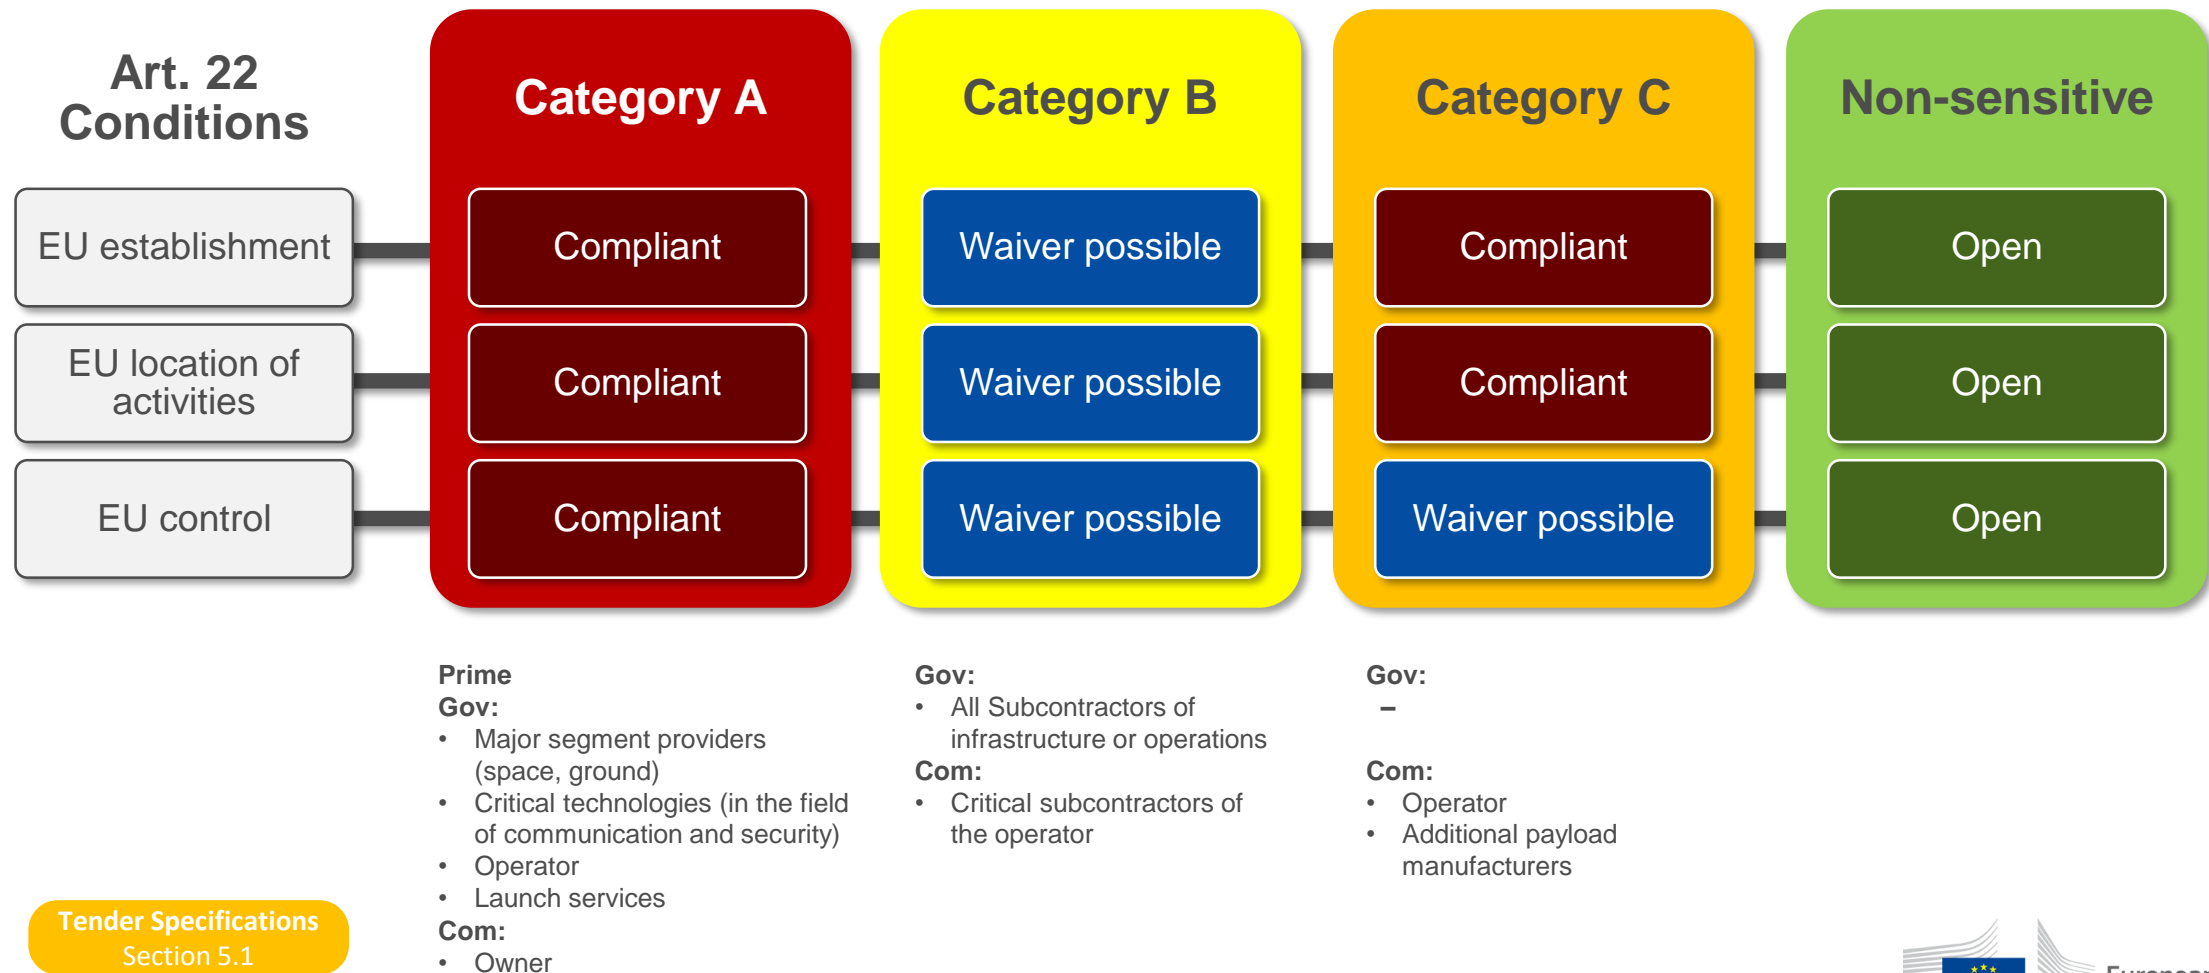 Art. 22
Conditions
Category A
Category B
Category C
Non-sensitive
EU establishment
Compliant
Waiver possible
Compliant
Open
EU location of
activities
Compliant
Waiver possible
Compliant
Open
EU control
Compliant
Waiver possible
Waiver possible
Open
Prime
Gov:
• Major segment providers
(space, ground)
• Critical technologies (in the field
of communication and security)
• Operator
• Launch services
Com:
• Owner
Gov:
• All Subcontractors of
infrastructure or operations
Com:
• Critical subcontractors of
the operator
Gov:
–
Com:
• Operator
• Additional payload
manufacturers
Tender Specifications
Section 5.1